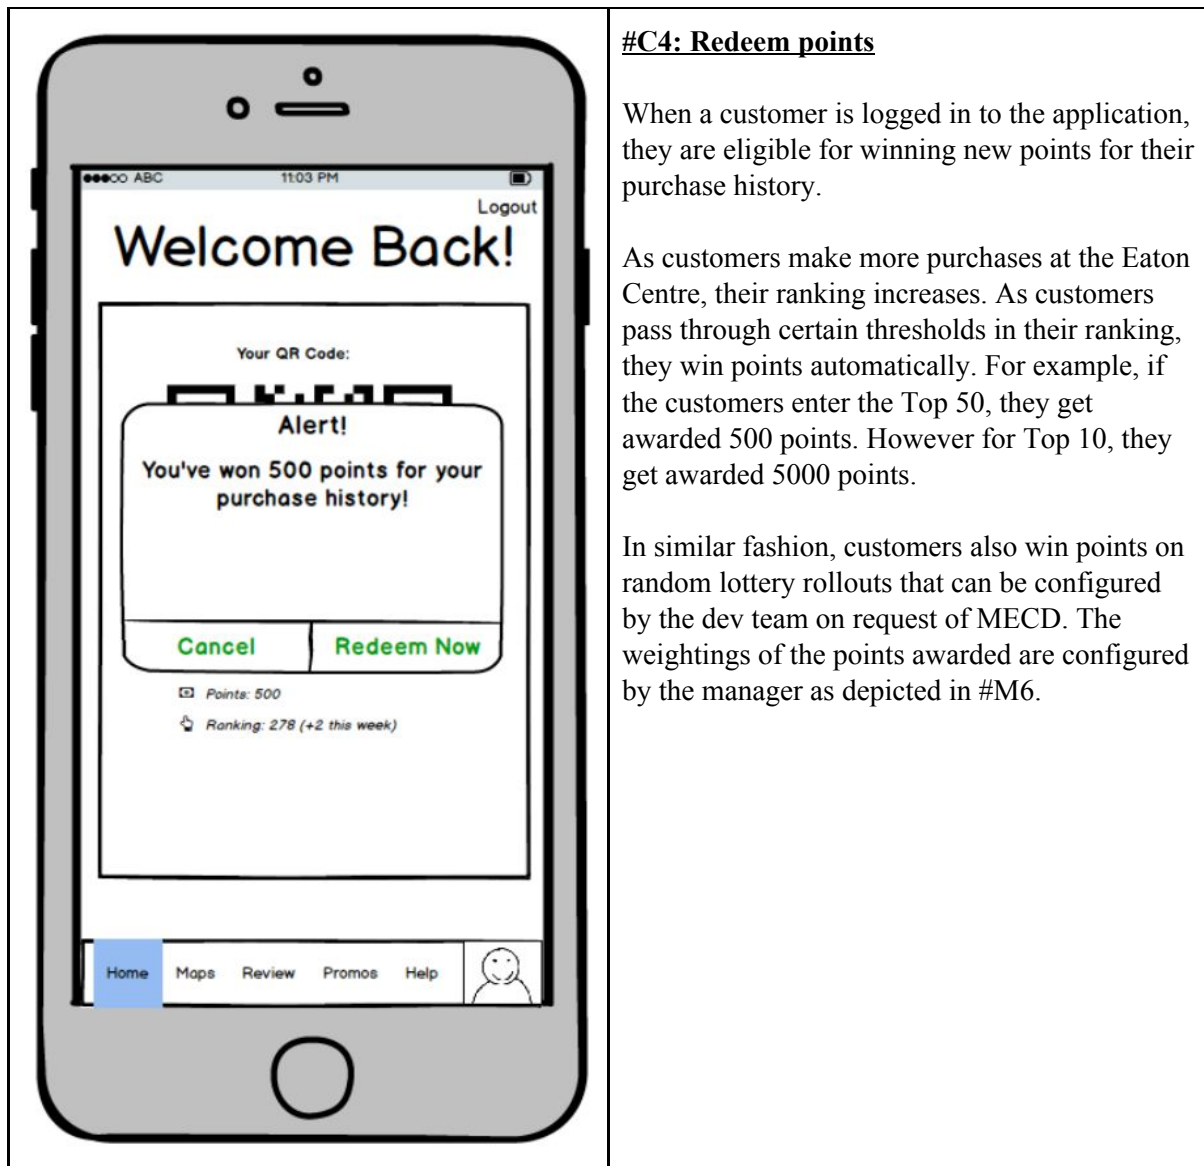 ●●●○○ ABC 11:03 PM
Logout
Welcome Back!
Your QR Code:
Alert!
You've won 500 points for your
purchase history!
Cancel Redeem Now
Points: 500
Ranking: 278 (+2 this week)
Home Maps Review Promos Help
#C4: Redeem points
When a customer is logged in to the application,
they are eligible for winning new points for their
purchase history.
As customers make more purchases at the Eaton
Centre, their ranking increases. As customers
pass through certain thresholds in their ranking,
they win points automatically. For example, if
the customers enter the Top 50, they get
awarded 500 points. However for Top 10, they
get awarded 5000 points.
In similar fashion, customers also win points on
random lottery rollouts that can be configured
by the dev team on request of MECD. The
weightings of the points awarded are configured
by the manager as depicted in #M6.